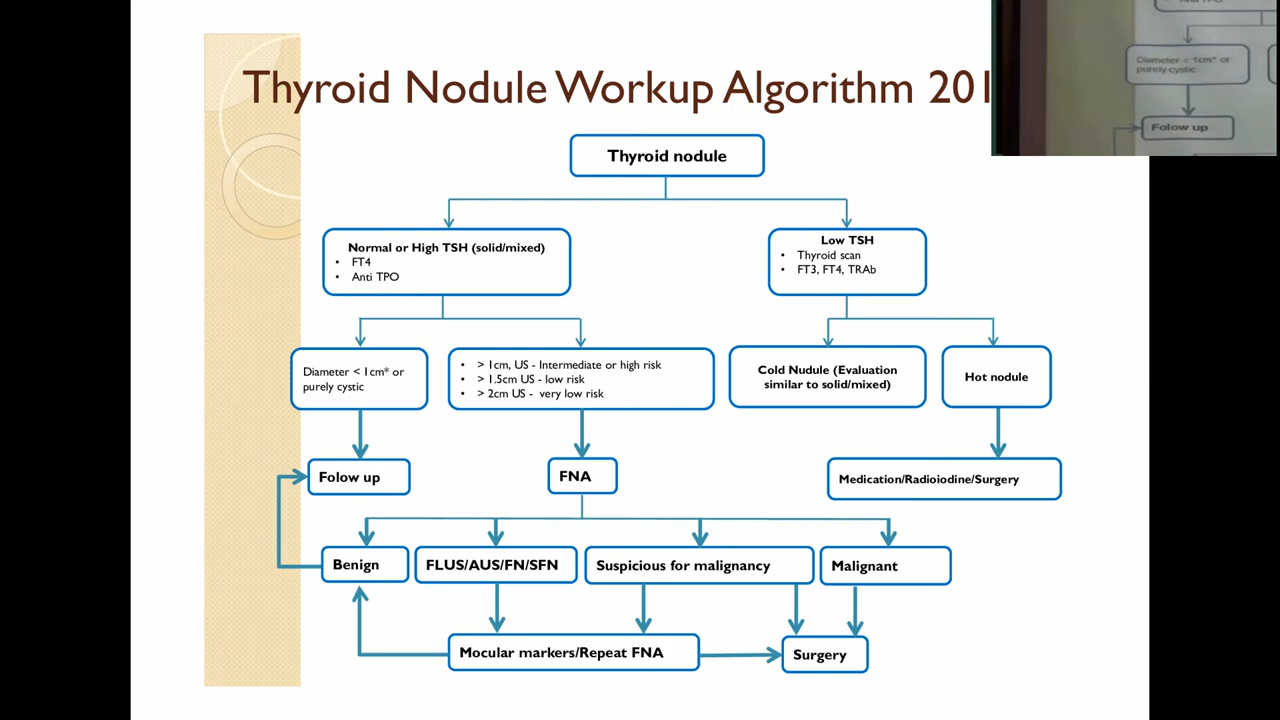 Thyroid Nodule Workup Algorithm 201
Thyroid nodule
Normal or High TSH (solid/mixed)
• FT4
• Anti TPO
Low TSH
• Thyroid scan
• FT3, FT4, TRAb
Diameter < 1cm* or
purely cystic
• > 1cm, US - Intermediate or high risk
• > 1.5cm US - low risk
• > 2cm US - very low risk
Cold Nudule (Evaluation
similar to solid/mixed)
Hot nodule
Folow up
FNA
Medication/Radioiodine/Surgery
Benign
FLUS/AUS/FN/SFN
Suspicious for malignancy
Malignant
Mocular markers/Repeat FNA
Surgery
Diameter < 1cm* or
purely cystic
Folow up